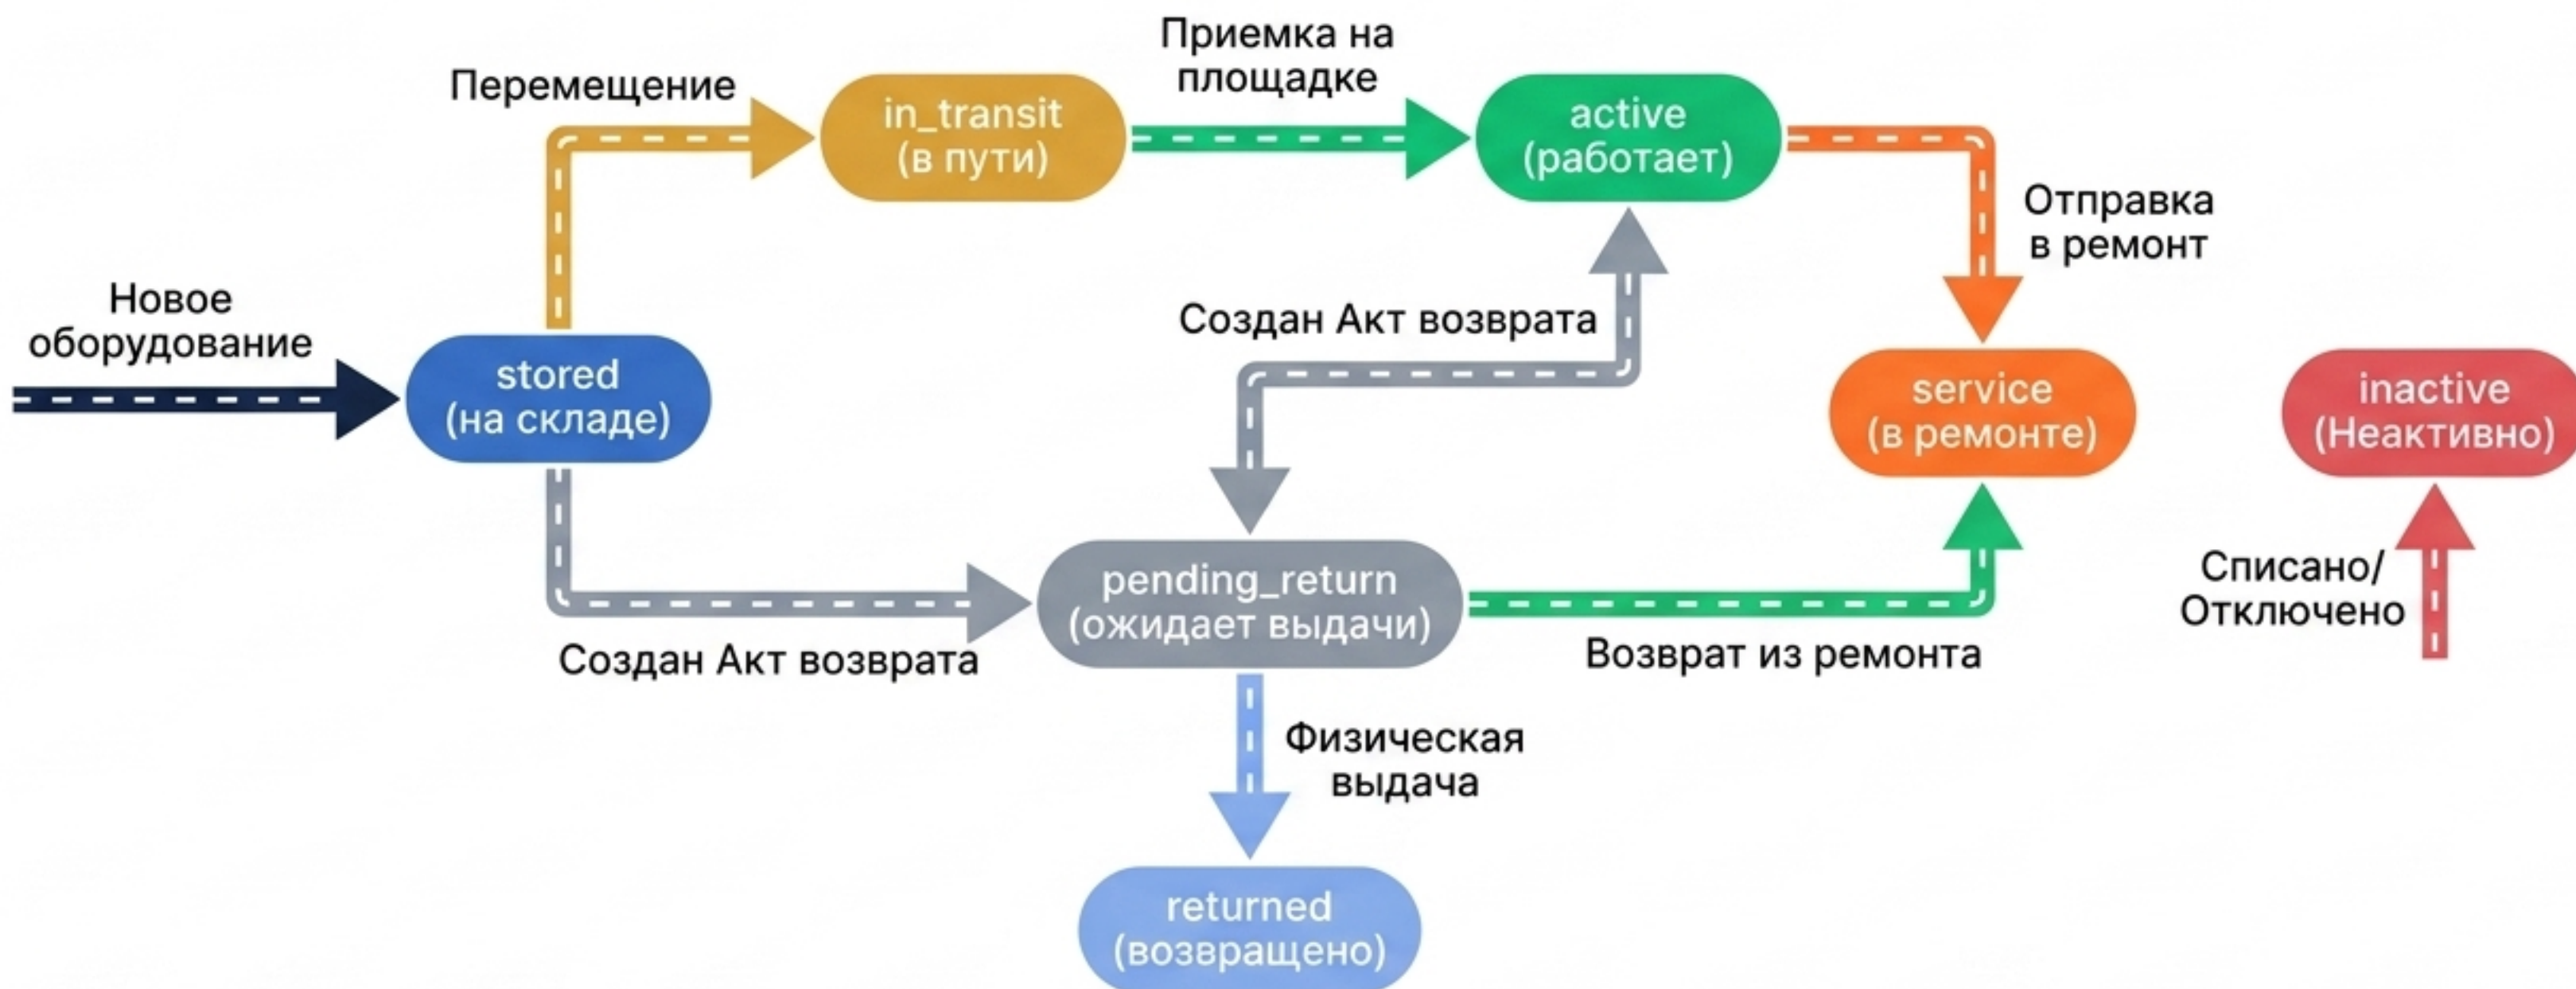 Перемещение
in_transit
(в пути)
Приемка на
площадке
active
(работает)
Отправка
в ремонт
Новое
оборудование
stored
(на складе)
Создан Акт возврата
service
(в ремонте)
inactive
(Неактивно)
Создан Акт возврата
pending_return
(ожидает выдачи)
Возврат из ремонта
Списано/
Отключено
Физическая
выдача
returned
(возвращено)